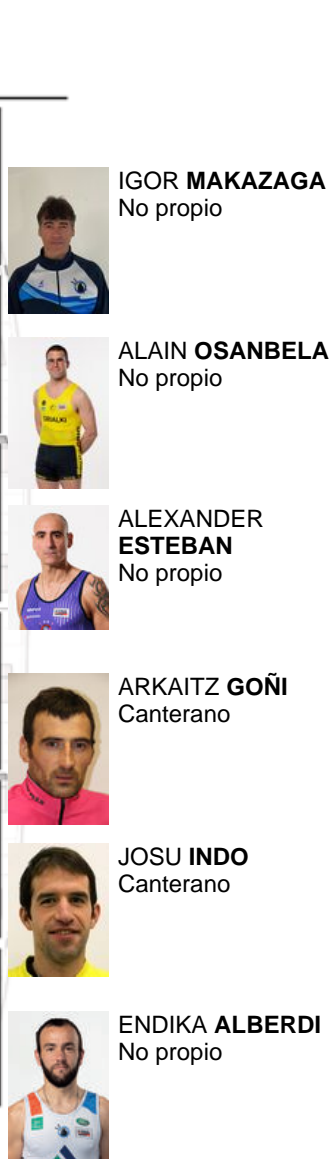 IGOR MAKAZAGA
No propio
ALAIN OSANBELA
No propio
ALEXANDER
ESTEBAN
No propio
ARKAITZ GOÑI
Canterano
JOSU INDO
Canterano
ENDIKA ALBERDI
No propio